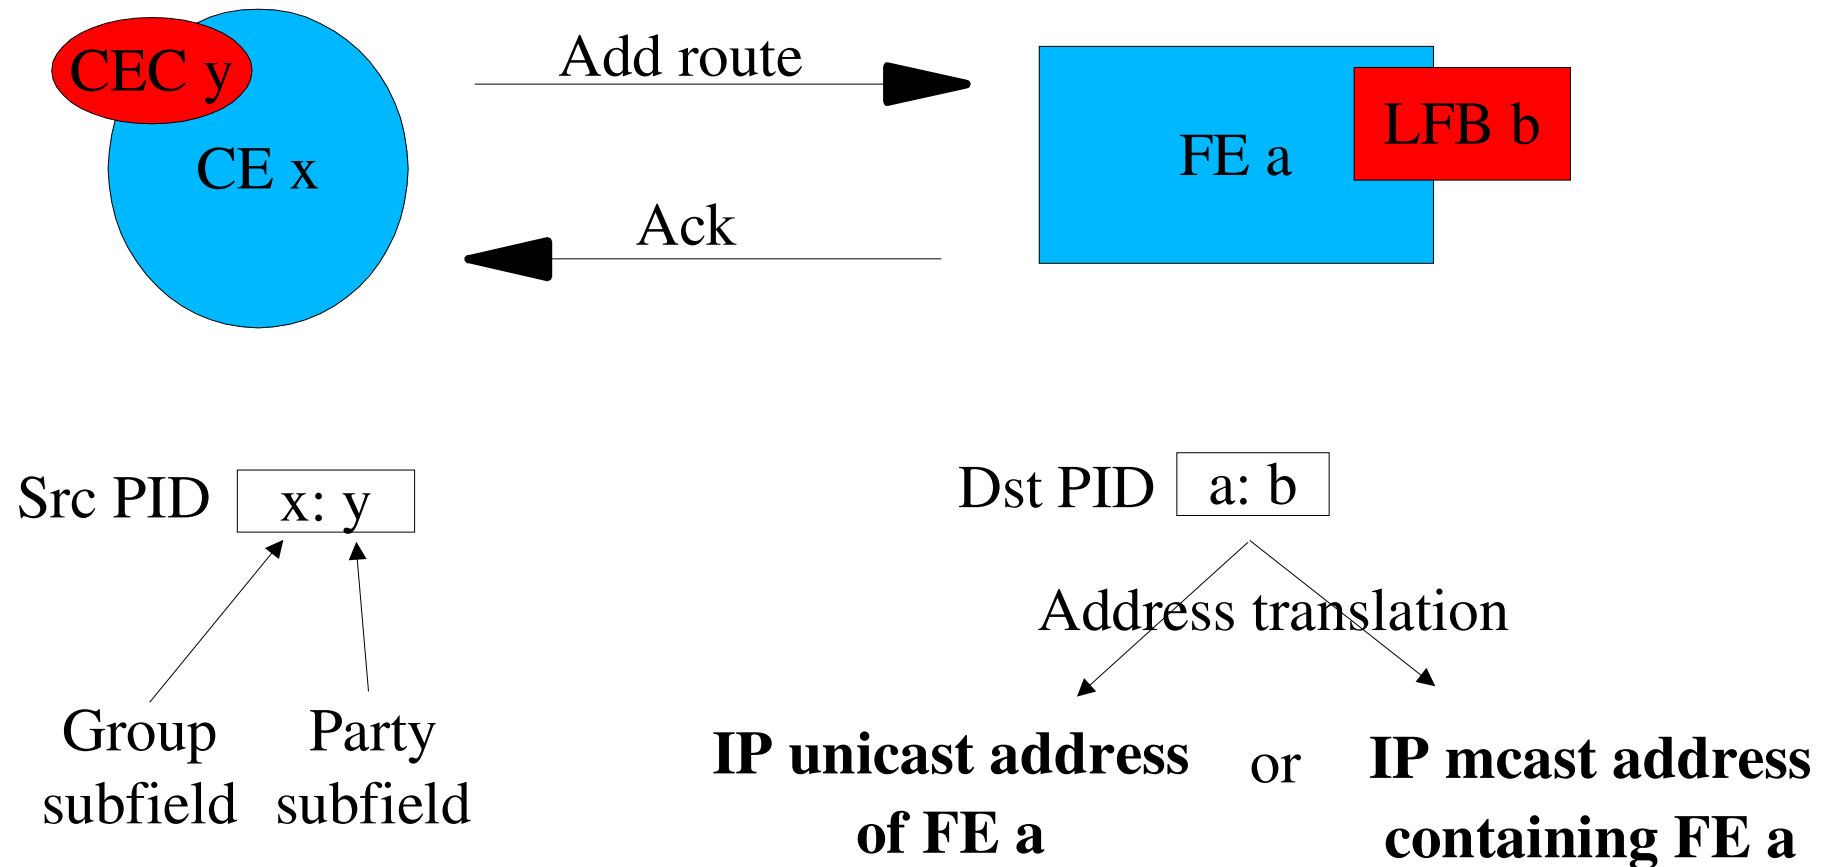 CEC y
CE x
Add route
Ack
FE a
LFB b
Src PID
x: y
Group
subfield
Party
subfield
Dst PID
a: b
Address translation
IP unicast address
of FE a
or
IP mcast address
containing FE a